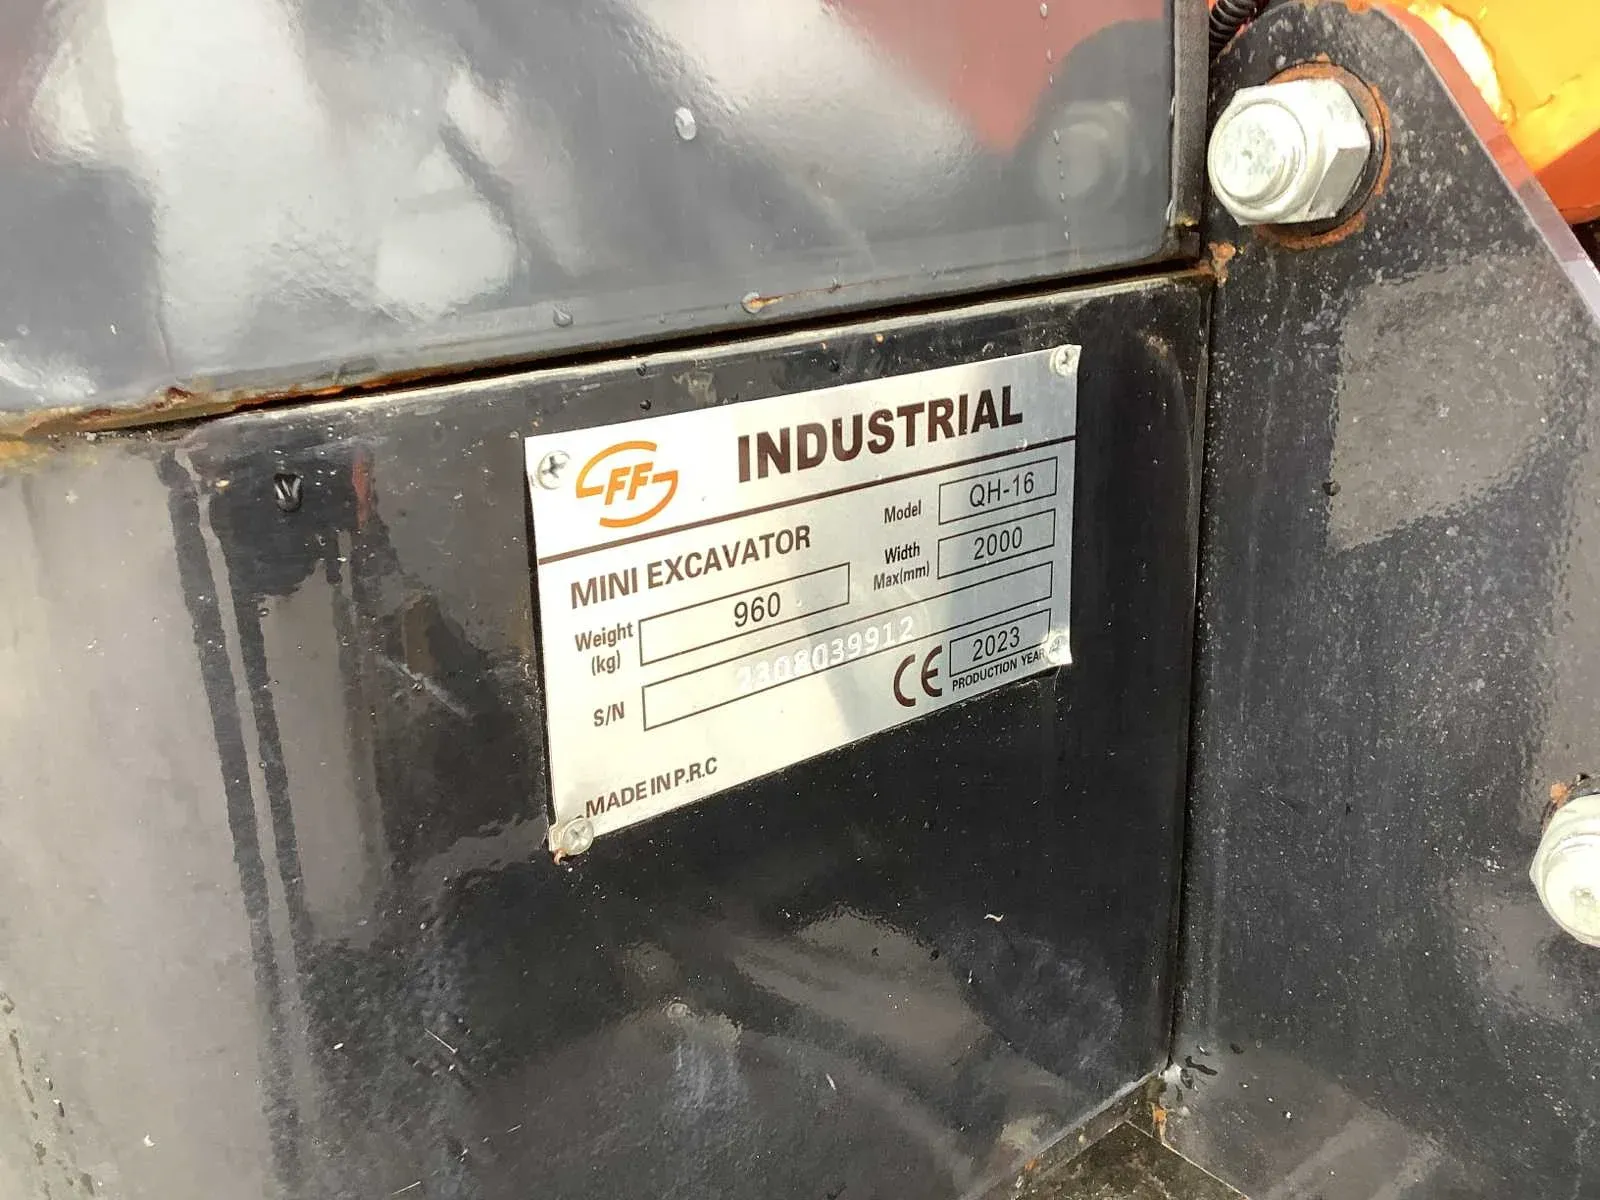 FF INDUSTRIAL
MINI EXCAVATOR
Model QH-16
Weight (kg) 960
Width Max(mm) 2000
S/N 2308039912
CE 2023
PRODUCTION YEAR
MADE IN P.R.C